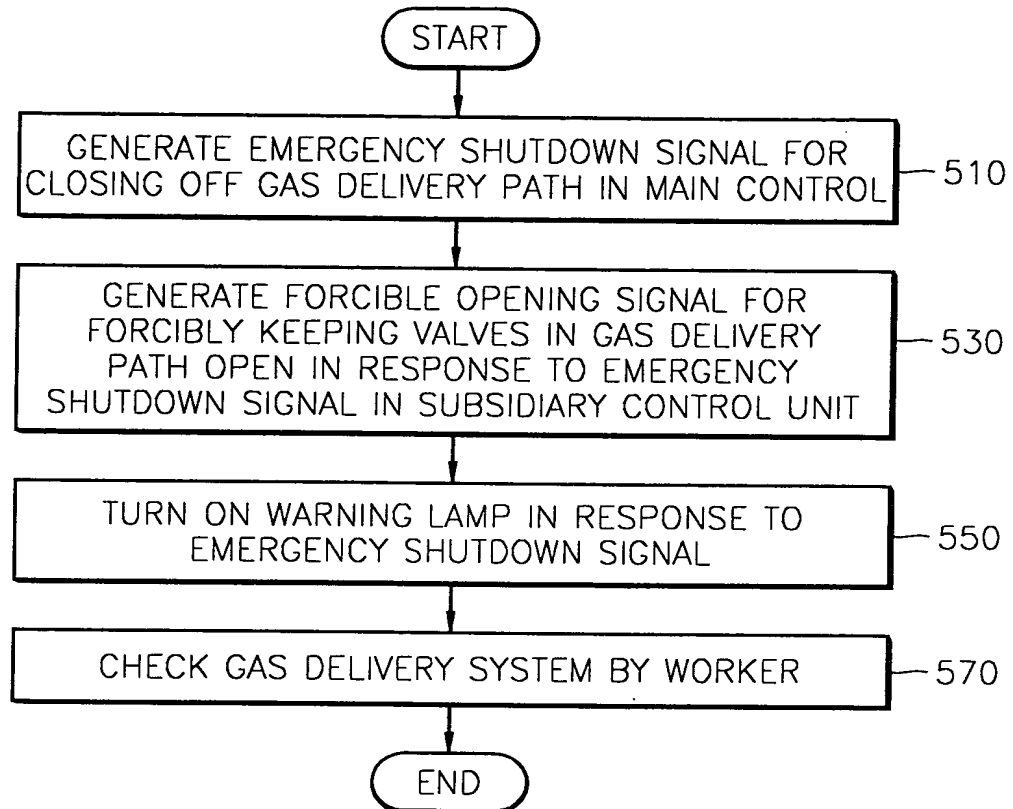 START
GENERATE EMERGENCY SHUTDOWN SIGNAL FOR
CLOSING OFF GAS DELIVERY PATH IN MAIN CONTROL
510
GENERATE FORCIBLE OPENING SIGNAL FOR
FORCIBLY KEEPING VALVES IN GAS DELIVERY
PATH OPEN IN RESPONSE TO EMERGENCY
SHUTDOWN SIGNAL IN SUBSIDIARY CONTROL UNIT
530
TURN ON WARNING LAMP IN RESPONSE TO
EMERGENCY SHUTDOWN SIGNAL
550
CHECK GAS DELIVERY SYSTEM BY WORKER
570
END